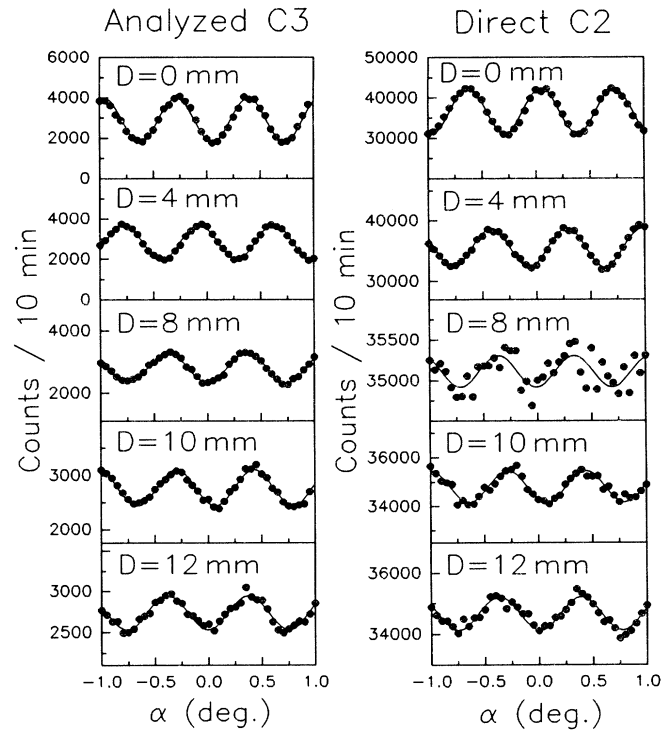 Analyzed C3
Direct C2
Counts / 10 min
6000
4000
2000
0
D=0 mm
4000
2000
0
D=4 mm
4000
2000
D=8 mm
3000
2000
D=10 mm
3000
2500
D=12 mm
−1.0 −0.5 0.0 0.5 1.0
α (deg.)
Counts / 10 min
50000
40000
30000
D=0 mm
40000
30000
D=4 mm
35500
35000
D=8 mm
36000
34000
D=10 mm
36000
34000
D=12 mm
−1.0 −0.5 0.0 0.5 1.0
α (deg.)